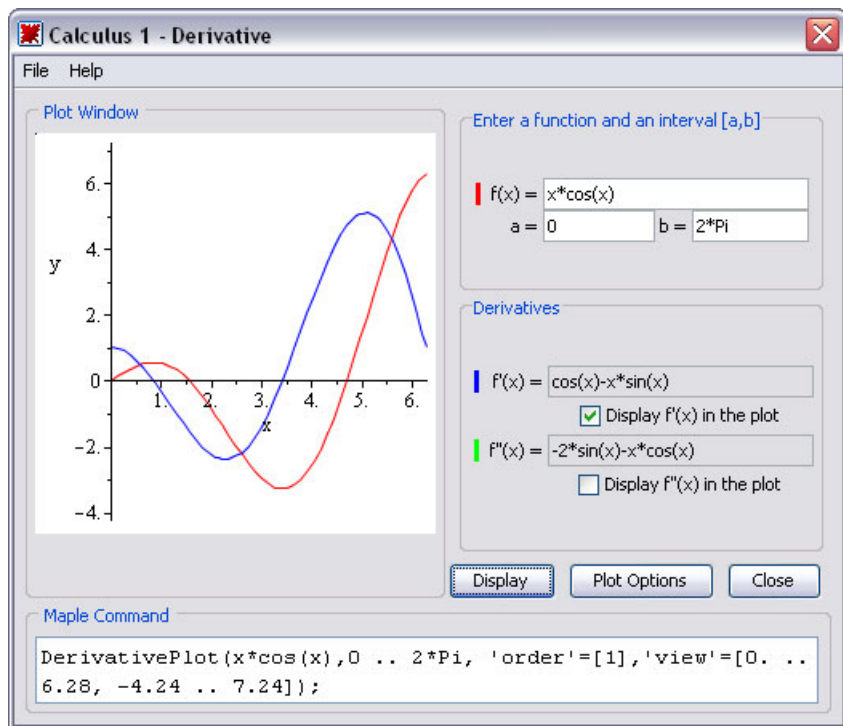 Calculus 1 - Derivative
File Help
Plot Window
6.
4.
y
2.
0
1. 2. 3. 4. 5. 6.
x
-2.
-4.
Enter a function and an interval [a,b]
f(x) = x*cos(x)
a = 0 b = 2*Pi
Derivatives
f'(x) = cos(x)-x*sin(x)
Display f'(x) in the plot
f''(x) = -2*sin(x)-x*cos(x)
Display f''(x) in the plot
Display Plot Options Close
Maple Command
DerivativePlot(x*cos(x),0 .. 2*Pi, 'order'=[1],'view'=[0. ..
6.28, -4.24 .. 7.24]);